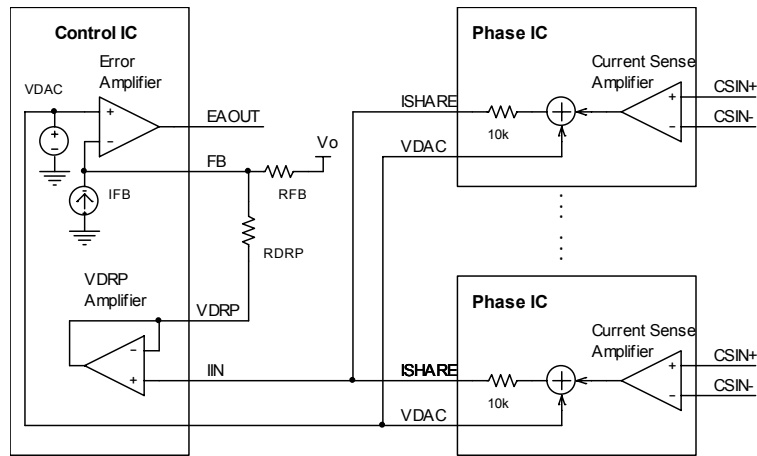 Control IC
Error
Amplifier
VDAC
+
-
+
-
EAOUT
FB
Vo
IFB
RFB
RDRP
VDRP
Amplifier
VDRP
-
+
IIN
Phase IC
Current Sense
Amplifier
CSIN+
ISHARE
+
10k
-
CSIN-
VDAC
Phase IC
Current Sense
Amplifier
CSIN+
ISHARE
+
10k
-
CSIN-
VDAC